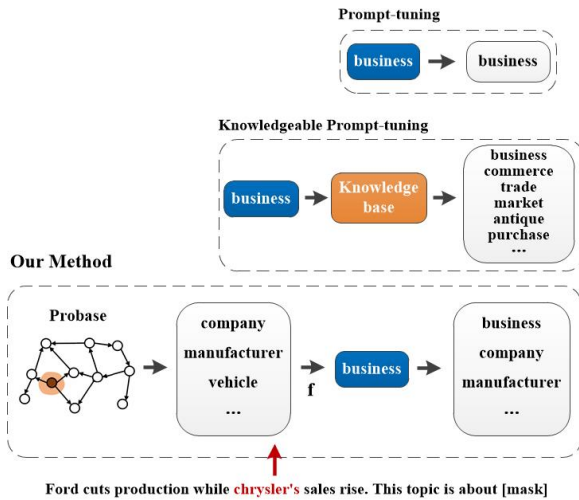 Prompt-tuning
business
business
Knowledgeable Prompt-tuning
business
Knowledge
base
business
commerce
trade
market
antique
purchase
...
Our Method
Probase
company
manufacturer
vehicle
...
f
business
business
company
manufacturer
...
Ford cuts production while chrysler's sales rise. This topic is about [mask]